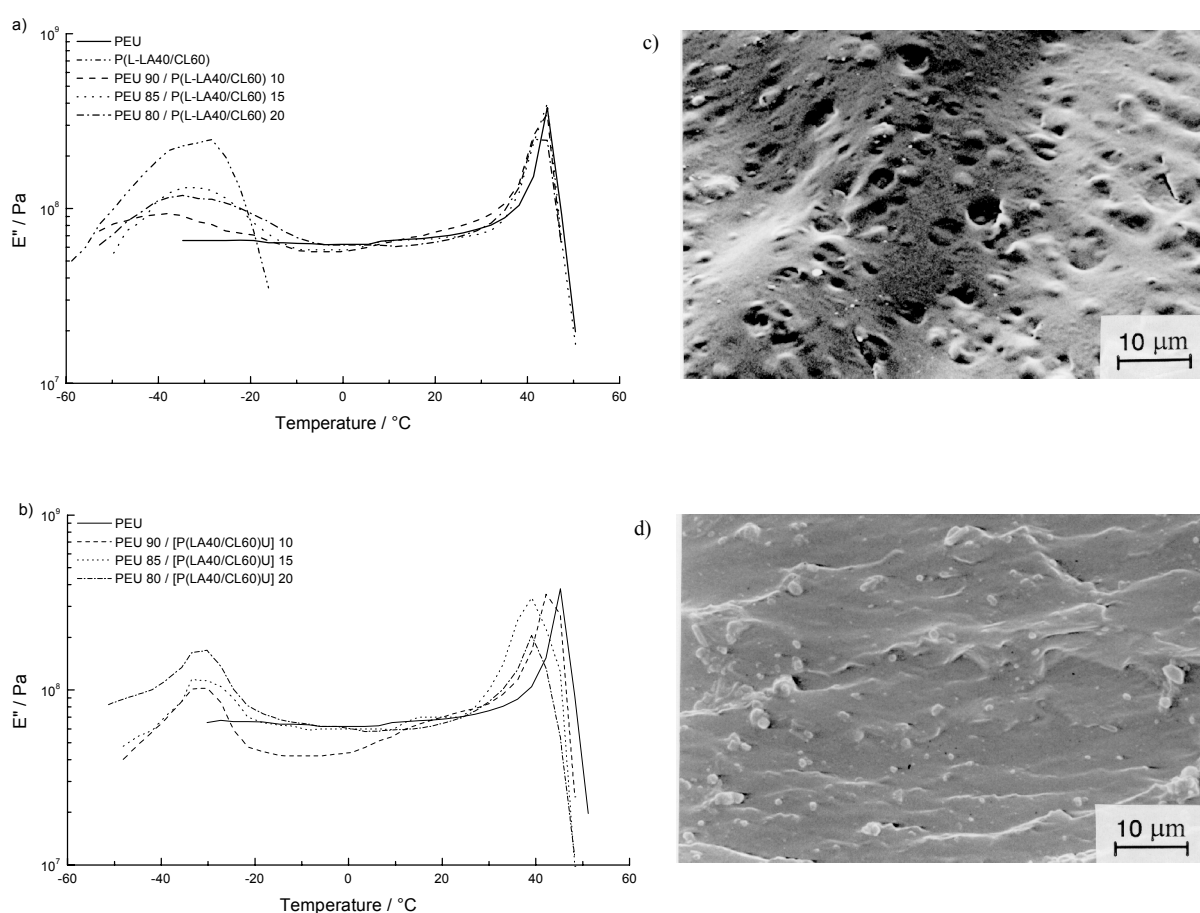 a)
10⁹
10⁸
10⁷
E" / Pa
PEU
P(L-LA40/CL60)
PEU 90 / P(L-LA40/CL60) 10
PEU 85 / P(L-LA40/CL60) 15
PEU 80 / P(L-LA40/CL60) 20
-60 -40 -20 0 20 40 60
Temperature / °C
c)
10 µm
b)
10⁹
10⁸
10⁷
E" / Pa
PEU
PEU 90 / [P(LA40/CL60)U] 10
PEU 85 / [P(LA40/CL60)U] 15
PEU 80 / [P(LA40/CL60)U] 20
-60 -40 -20 0 20 40 60
Temperature / °C
d)
10 µm